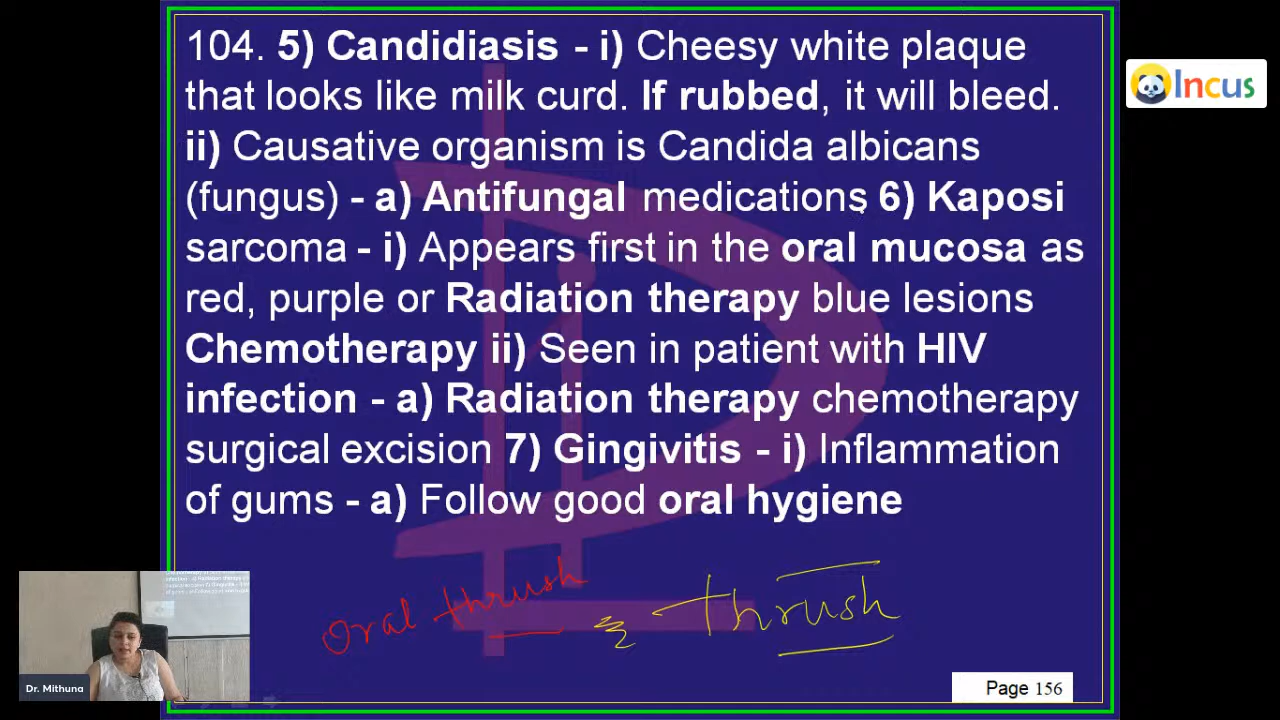 104. 5) Candidiasis - i) Cheesy white plaque
that looks like milk curd. If rubbed, it will bleed.
ii) Causative organism is Candida albicans
(fungus) - a) Antifungal medications 6) Kaposi
sarcoma - i) Appears first in the oral mucosa as
red, purple or Radiation therapy blue lesions
Chemotherapy ii) Seen in patient with HIV
infection - a) Radiation therapy chemotherapy
surgical excision 7) Gingivitis - i) Inflammation
of gums - a) Follow good oral hygiene
Incus
oral thrush
Thrush
Dr. Mithuna
Page 156